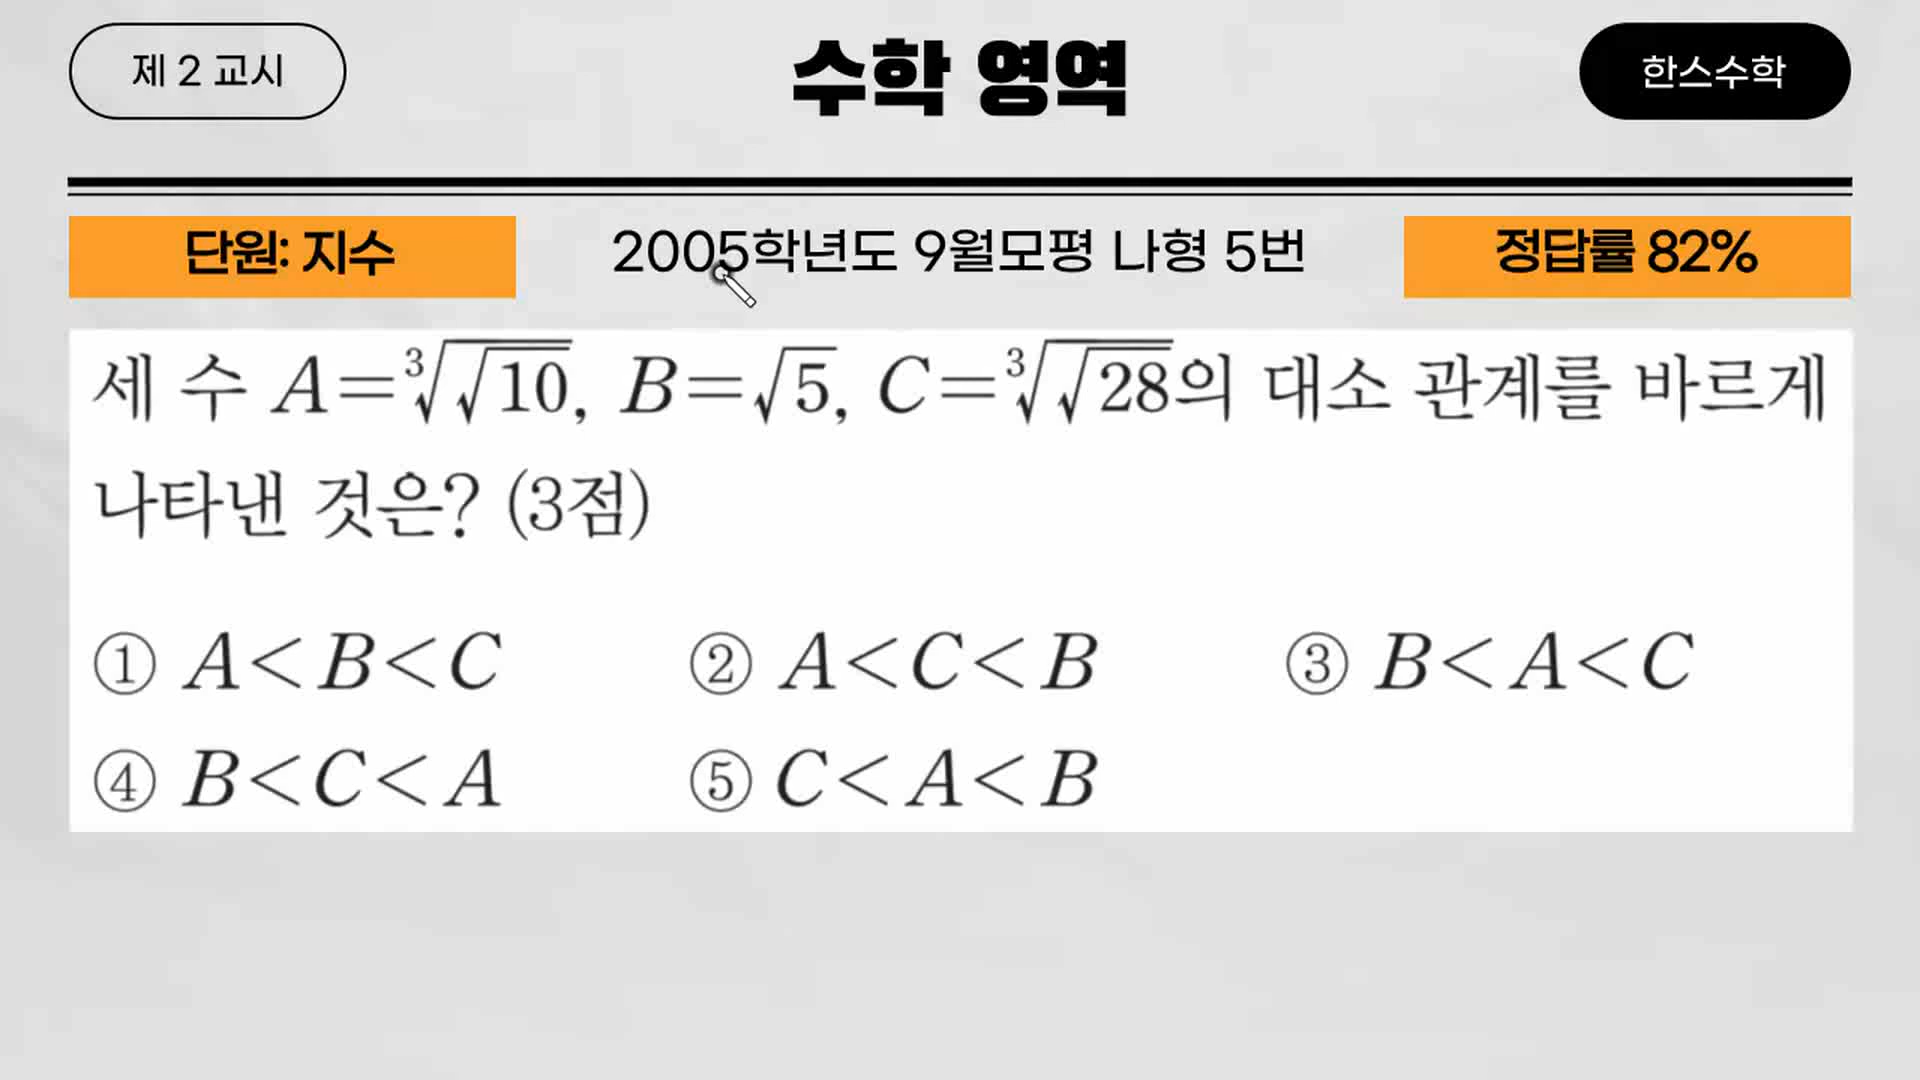 제 2 교시
수학 영역
한스수학
단원: 지수
2005학년도 9월모평 나형 5번
정답률 82%
세 수 A=∛√10, B=√5, C=∛√28의 대소 관계를 바르게
나타낸 것은? (3점)
① A<B<C ② A<C<B ③ B<A<C
④ B<C<A ⑤ C<A<B